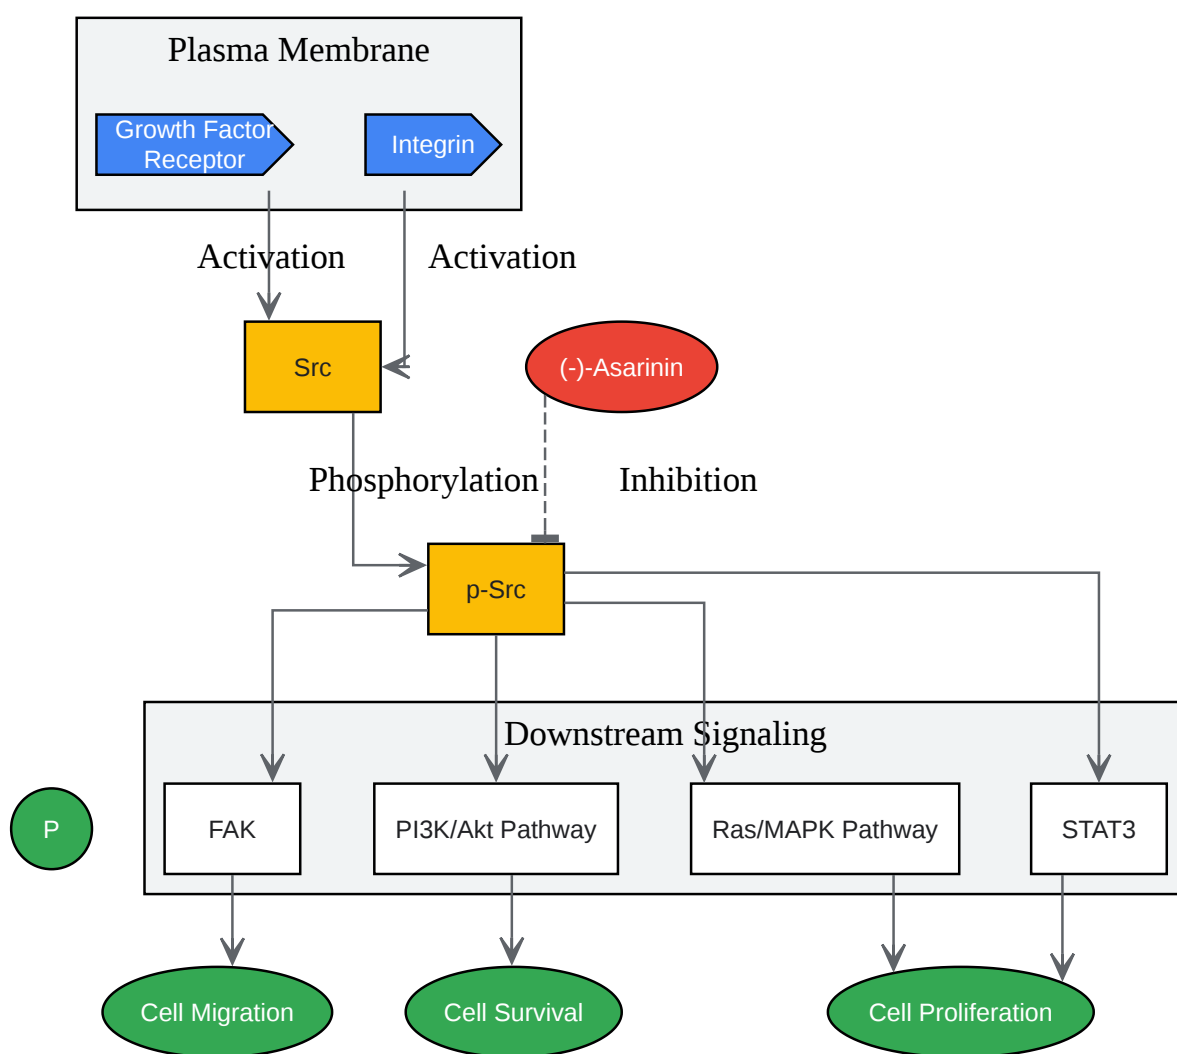 Plasma Membrane
Growth Factor
Receptor
Integrin
Activation
Activation
Src
(-)-Asarinin
Phosphorylation
Inhibition
p-Src
Downstream Signaling
P
FAK
PI3K/Akt Pathway
Ras/MAPK Pathway
STAT3
Cell Migration
Cell Survival
Cell Proliferation